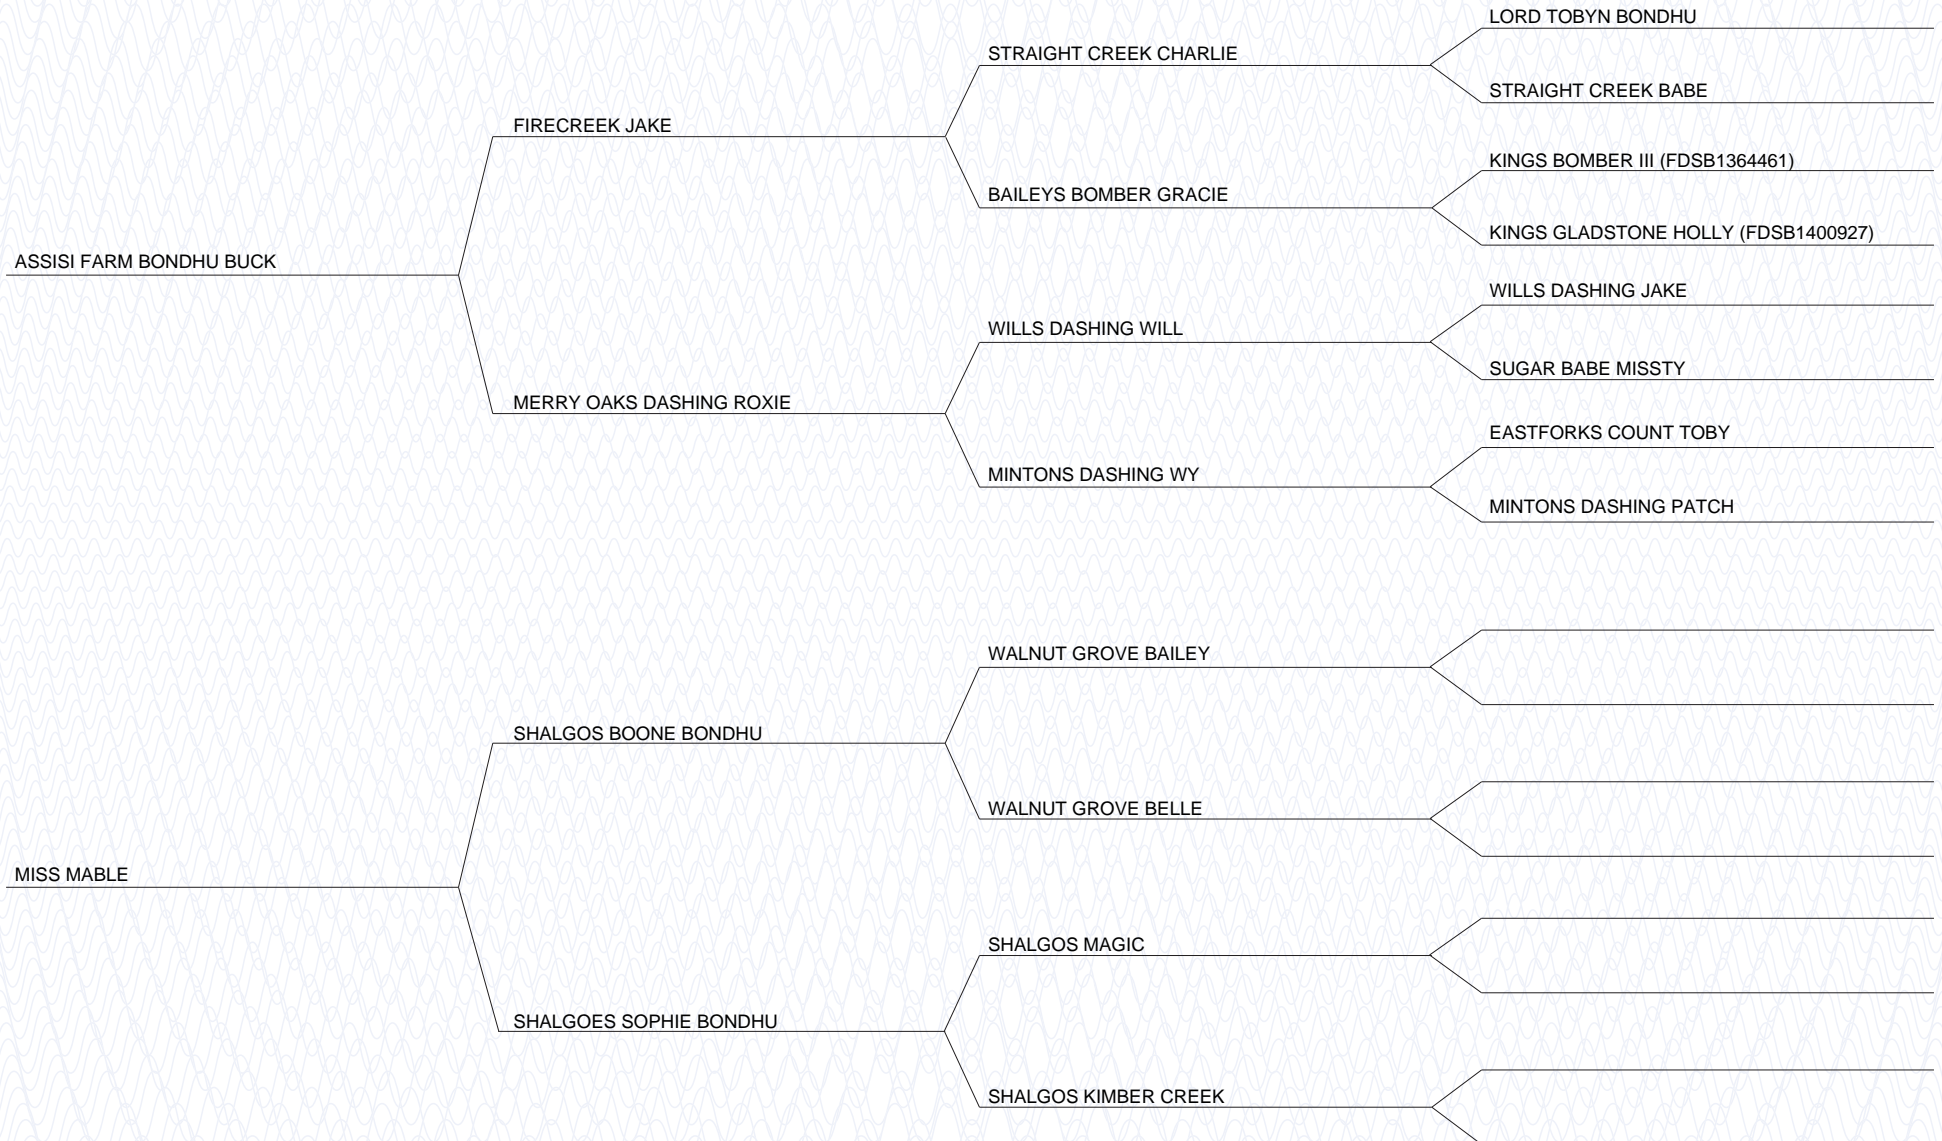 LORD TOBYN BONDHU
STRAIGHT CREEK CHARLIE
STRAIGHT CREEK BABE
FIRECREEK JAKE
KINGS BOMBER III (FDSB1364461)
BAILEYS BOMBER GRACIE
KINGS GLADSTONE HOLLY (FDSB1400927)
ASSISI FARM BONDHU BUCK
WILLS DASHING JAKE
WILLS DASHING WILL
SUGAR BABE MISSTY
MERRY OAKS DASHING ROXIE
EASTFORKS COUNT TOBY
MINTONS DASHING WY
MINTONS DASHING PATCH
WALNUT GROVE BAILEY
SHALGOS BOONE BONDHU
WALNUT GROVE BELLE
MISS MABLE
SHALGOS MAGIC
SHALGOES SOPHIE BONDHU
SHALGOS KIMBER CREEK